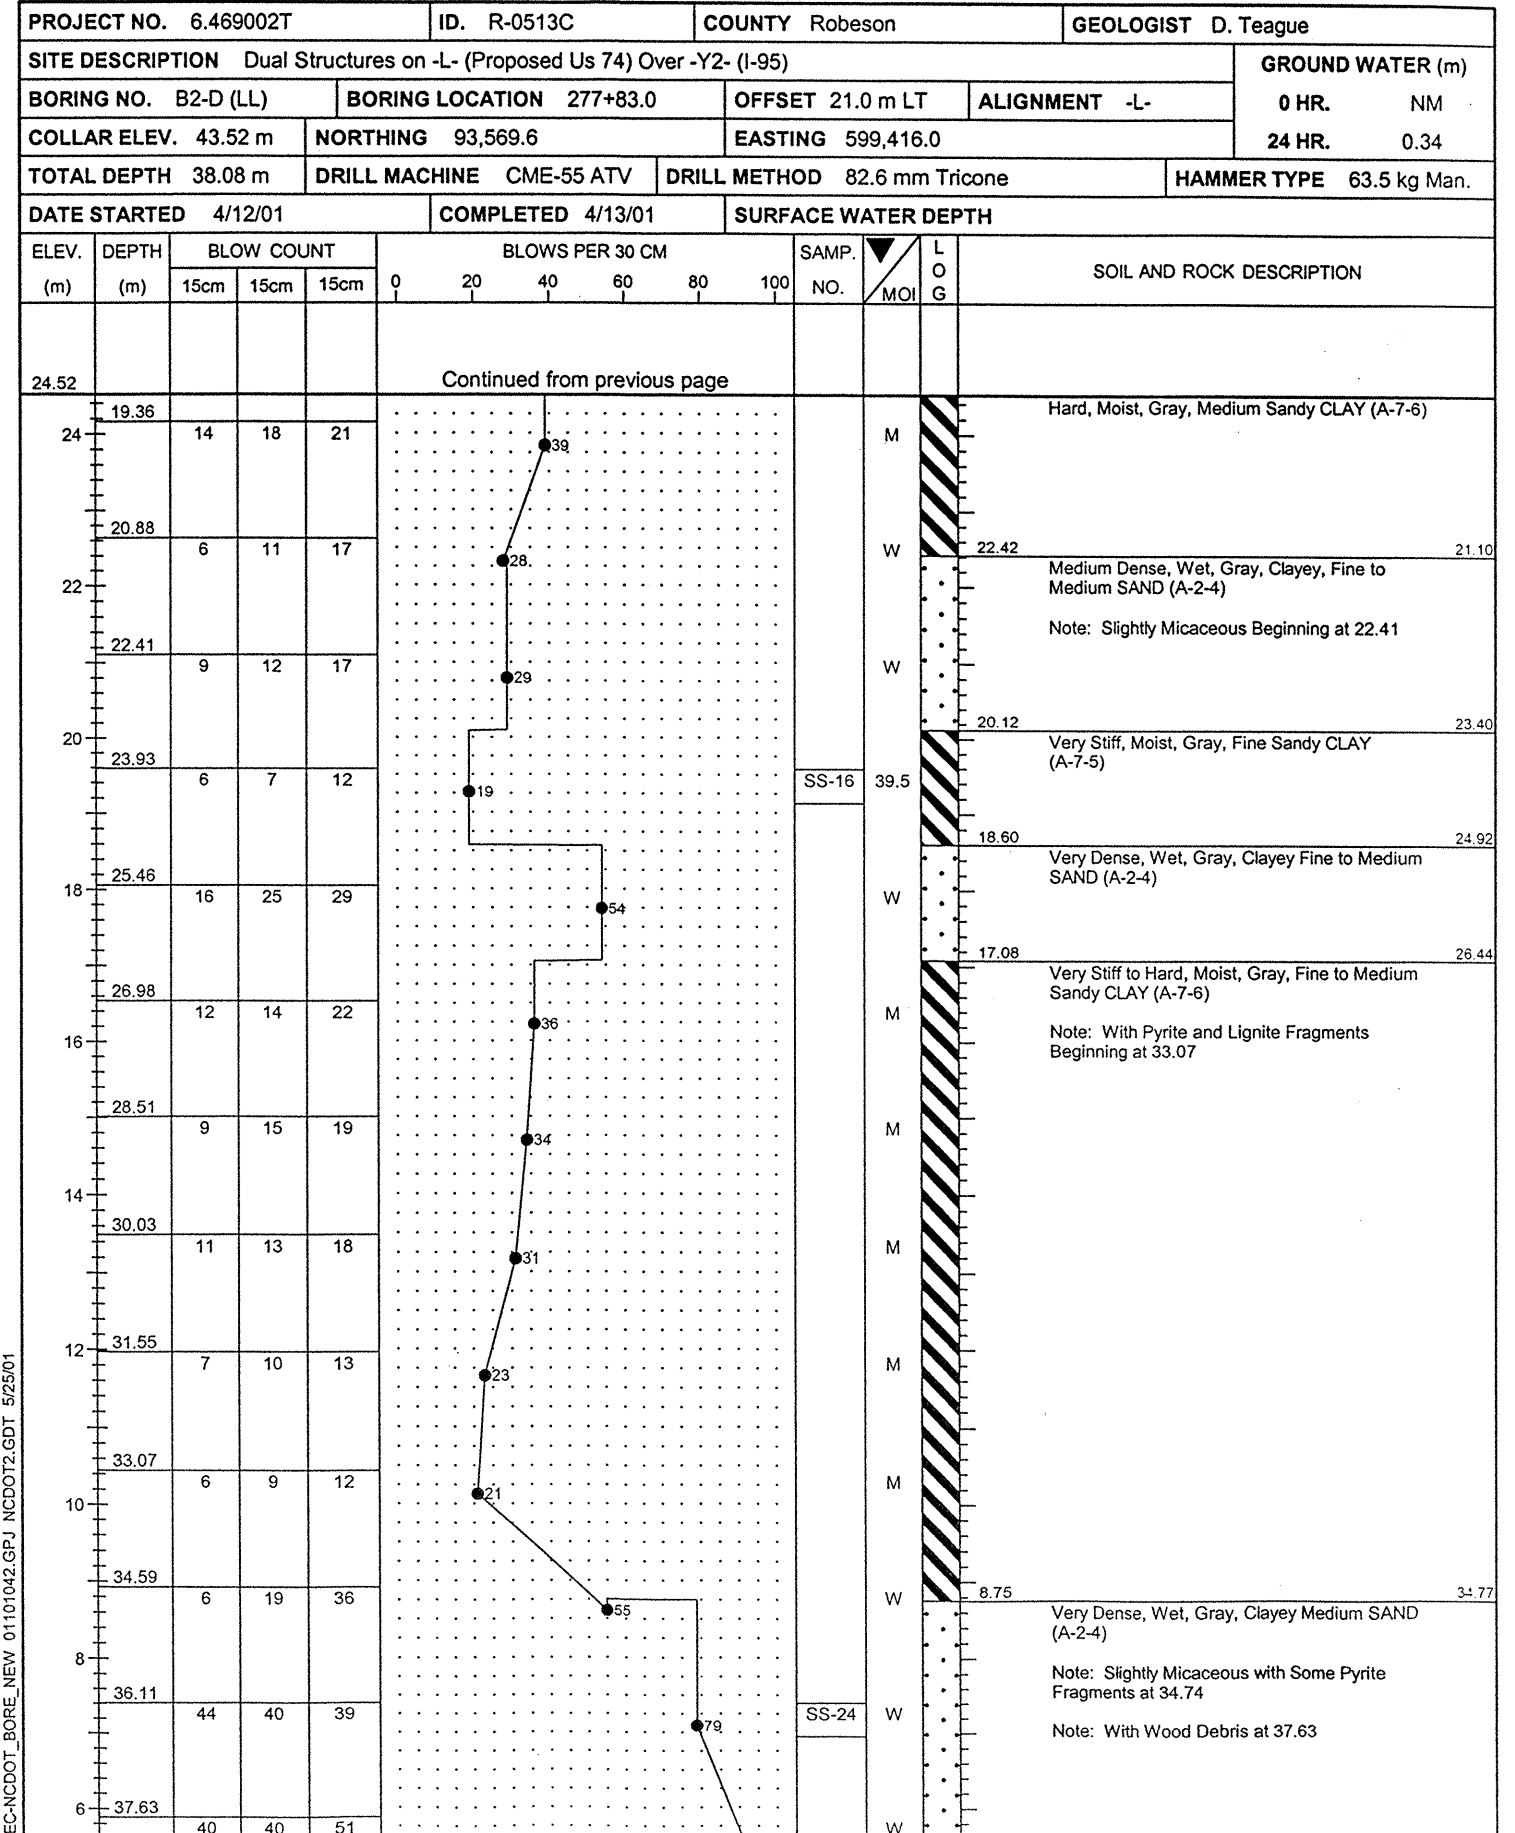 PROJECT NO. 6.469002T ID. R-0513C COUNTY Robeson GEOLOGIST D. Teague
SITE DESCRIPTION Dual Structures on -L- (Proposed Us 74) Over -Y2- (I-95) GROUND WATER (m)
BORING NO. B2-D (LL) BORING LOCATION 277+83.0 OFFSET 21.0 m LT ALIGNMENT -L- 0 HR. NM
COLLAR ELEV. 43.52 m NORTHING 93,569.6 EASTING 599,416.0 24 HR. 0.34
TOTAL DEPTH 38.08 m DRILL MACHINE CME-55 ATV DRILL METHOD 82.6 mm Tricone HAMMER TYPE 63.5 kg Man.
DATE STARTED 4/12/01 COMPLETED 4/13/01 SURFACE WATER DEPTH
ELEV. DEPTH BLOW COUNT BLOWS PER 30 CM SAMP. L
O SOIL AND ROCK DESCRIPTION
(m) (m) 15cm 15cm 15cm 0 20 40 60 80 100 NO. MOI G
24.52 Continued from previous page
19.36 Hard, Moist, Gray, Medium Sandy CLAY (A-7-6)
24 14 18 21 M
39
20.88
6 11 17 W 22.42 21.10
28
Medium Dense, Wet, Gray, Clayey, Fine to
22 Medium SAND (A-2-4)
Note: Slightly Micaceous Beginning at 22.41
22.41
9 12 17 W
29
20.12 23.40
20 Very Stiff, Moist, Gray, Fine Sandy CLAY
23.93 (A-7-5)
6 7 12 SS-16 39.5
19
18.60 24.92
Very Dense, Wet, Gray, Clayey Fine to Medium
25.46 SAND (A-2-4)
18 16 25 29 W
54
17.08 26.44
Very Stiff to Hard, Moist, Gray, Fine to Medium
26.98 Sandy CLAY (A-7-6)
12 14 22 M
36
Note: With Pyrite and Lignite Fragments
16 Beginning at 33.07
28.51
9 15 19 M
34
14
30.03
11 13 18 M
31
31.55
12 7 10 13 M
23
33.07
6 9 12 M
21
10
34.59
6 19 36 W 8.75 34.77
55
Very Dense, Wet, Gray, Clayey Medium SAND
(A-2-4)
8
Note: Slightly Micaceous with Some Pyrite
36.11 Fragments at 34.74
44 40 39 SS-24 W
79
Note: With Wood Debris at 37.63
6 37.63
40 40 51 W
EC-NCDOT_BORE_NEW 01101042.GPJ NCDOT2.GDT 5/25/01